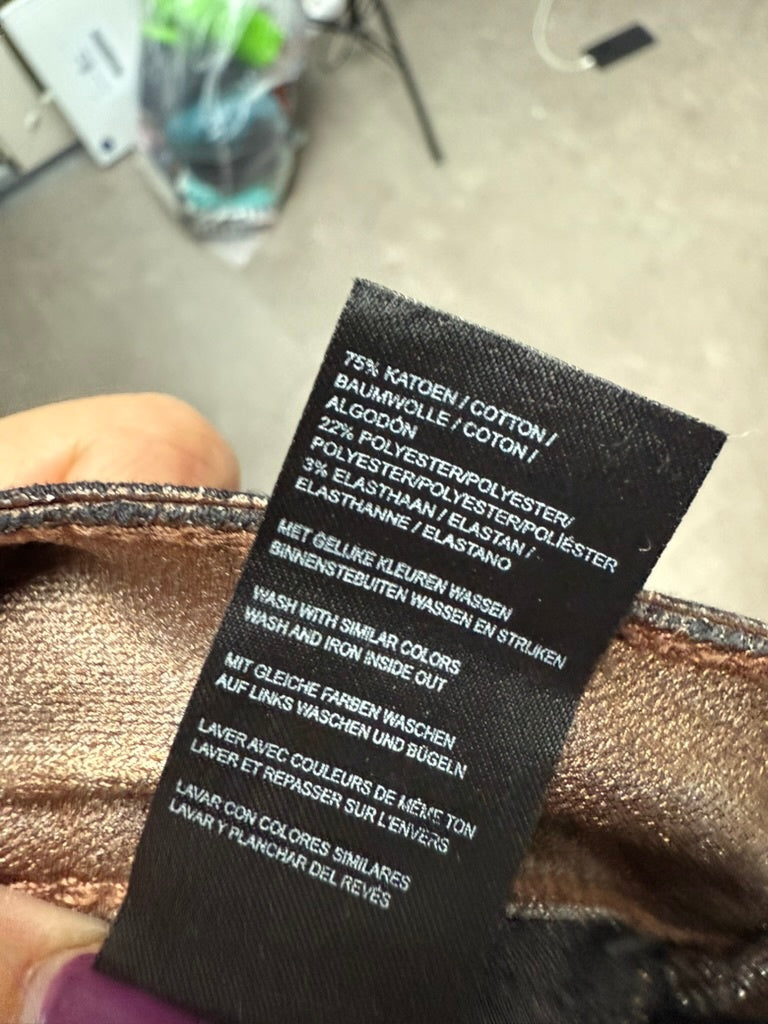 75% KATOEN / COTTON /
BAUMWOLLE / COTON /
ALGODÓN
22% POLYESTER/POLYESTER/
POLYESTER/POLYESTER/POLIÉSTER
3% ELASTHAAN / ELASTAN /
ELASTHANNE / ELASTANO
MET GELIJKE KLEUREN WASSEN
BINNENSTEBUITEN WASSEN EN STRIJKEN
WASH WITH SIMILAR COLORS
WASH AND IRON INSIDE OUT
MIT GLEICHE FARBEN WASCHEN
AUF LINKS WASCHEN UND BÜGELN
LAVER AVEC COULEURS DE MÊME TON
LAVER ET REPASSER SUR L'ENVERS
LAVAR CON COLORES SIMILARES
LAVAR Y PLANCHAR DEL REVÉS